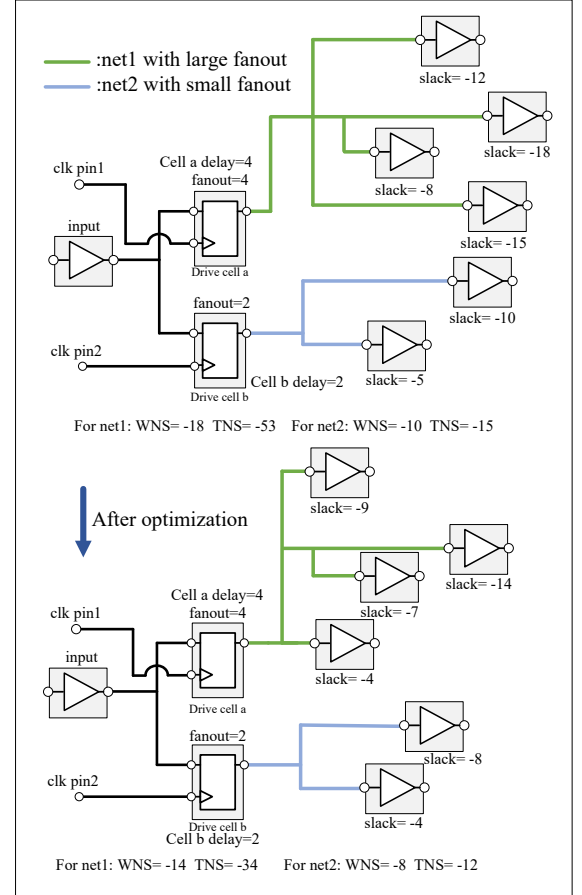 :net1 with large fanout
:net2 with small fanout
slack= -12
slack= -18
slack= -8
slack= -15
clk pin1
Cell a delay=4
fanout=4
input
Drive cell a
fanout=2
slack= -10
clk pin2
slack= -5
Cell b delay=2
Drive cell b
For net1: WNS= -18 TNS= -53 For net2: WNS= -10 TNS= -15
After optimization
slack= -9
slack= -14
slack= -7
Cell a delay=4
fanout=4
clk pin1
input
slack= -4
Drive cell a
fanout=2
slack= -8
clk pin2
slack= -4
Drive cell b
Cell b delay=2
For net1: WNS= -14 TNS= -34 For net2: WNS= -8 TNS= -12